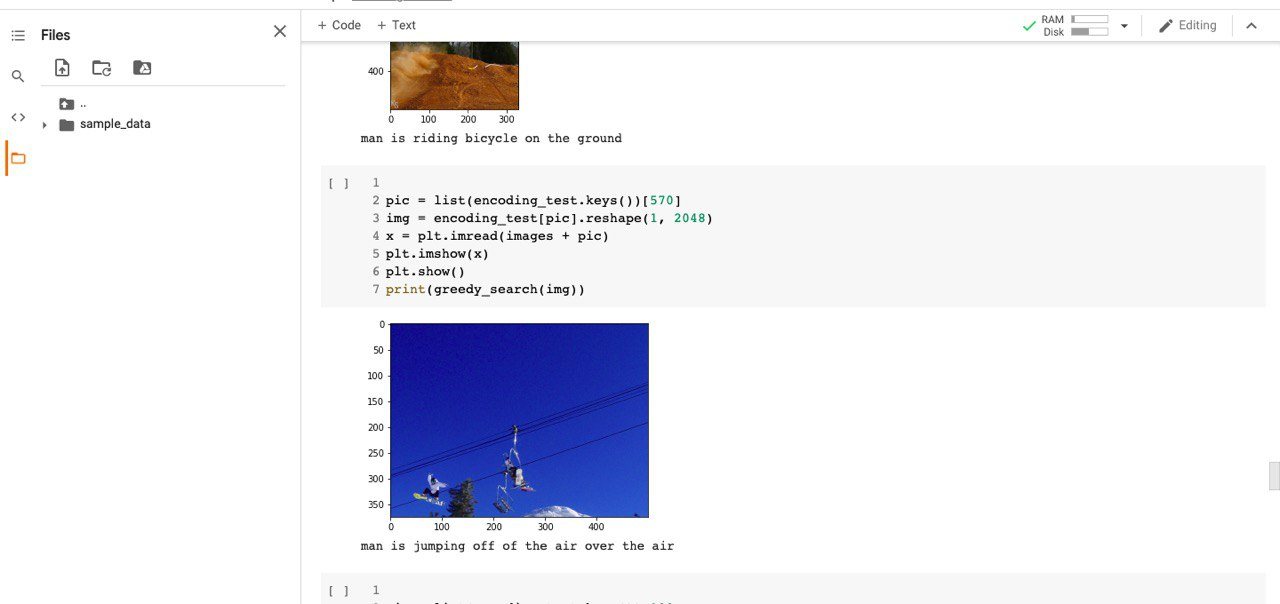 Files
..
sample_data
+ Code + Text
RAM
Disk
Editing
400
0 100 200 300
man is riding bicycle on the ground
[ ] 1
2 pic = list(encoding_test.keys())[570]
3 img = encoding_test[pic].reshape(1, 2048)
4 x = plt.imread(images + pic)
5 plt.imshow(x)
6 plt.show()
7 print(greedy_search(img))
0
50
100
150
200
250
300
350
0 100 200 300 400
man is jumping off of the air over the air
[ ] 1